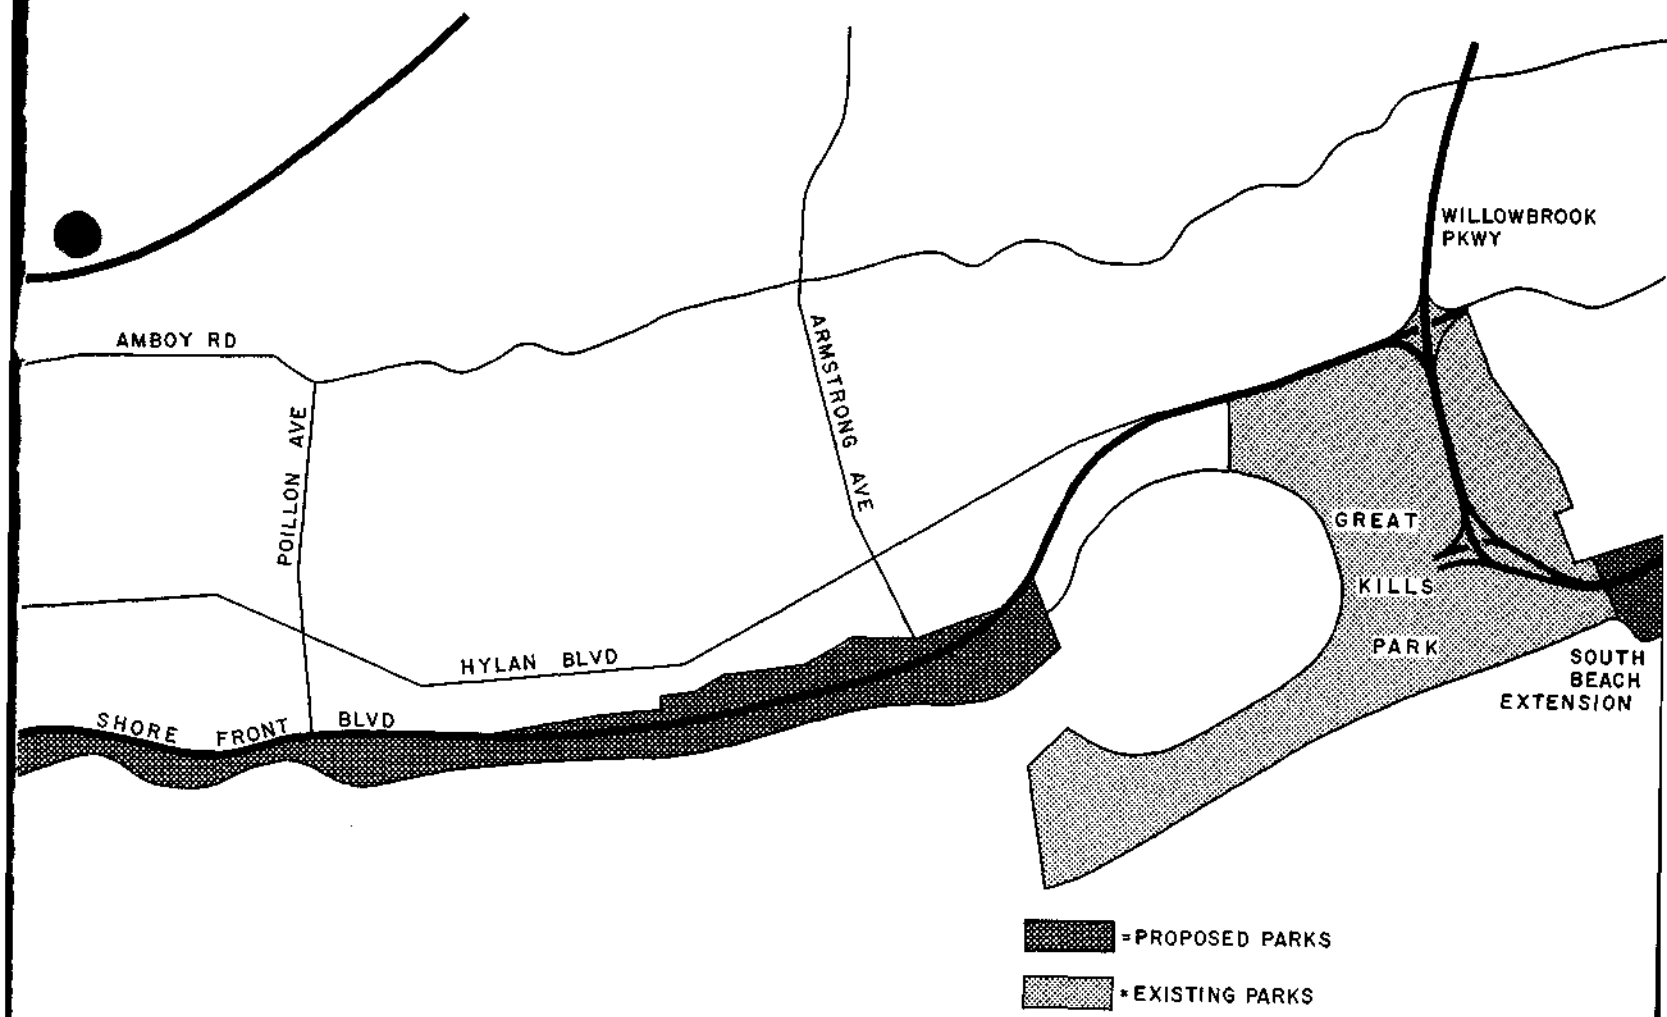 WILLOWBROOK
PKWY
AMBOY RD
ARMSTRONG AVE
POILLON AVE
GREAT
KILLS
PARK
HYLAN BLVD
SOUTH
BEACH
EXTENSION
SHORE FRONT BLVD
=PROPOSED PARKS
=EXISTING PARKS